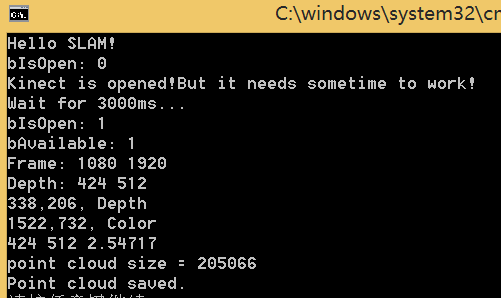 C:\windows\system32\cn
Hello SLAM!
bIsOpen: 0
Kinect is opened!But it needs sometime to work!
Wait for 3000ms...
bIsOpen: 1
bAvailable: 1
Frame: 1080 1920
Depth: 424 512
338,206, Depth
1522,732, Color
424 512 2.54717
point cloud size = 205066
Point cloud saved.